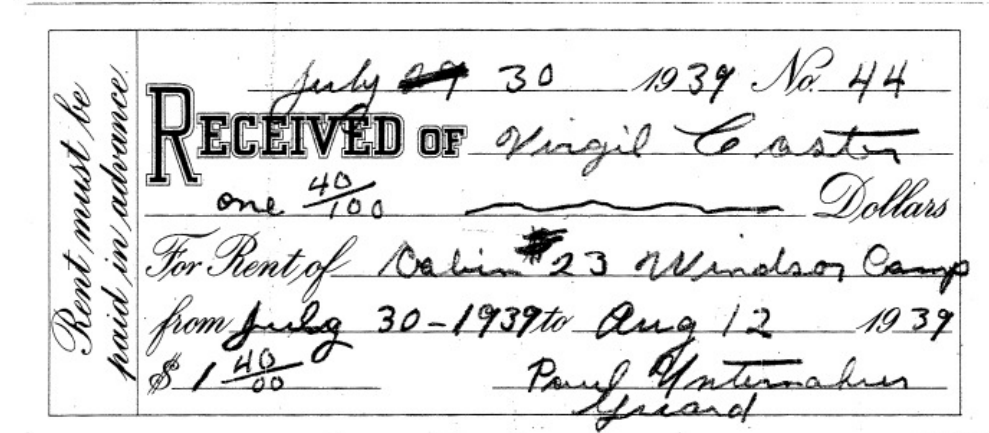 Rent must be
paid in advance.
July 30 1939 No. 44
RECEIVED OF Virgil Caster
one 40/100 Dollars
For Rent of Cabin # 23 Windsor Camp
from July 30-1939 to Aug 12 1939
$ 1 40/00
Paul
Guard